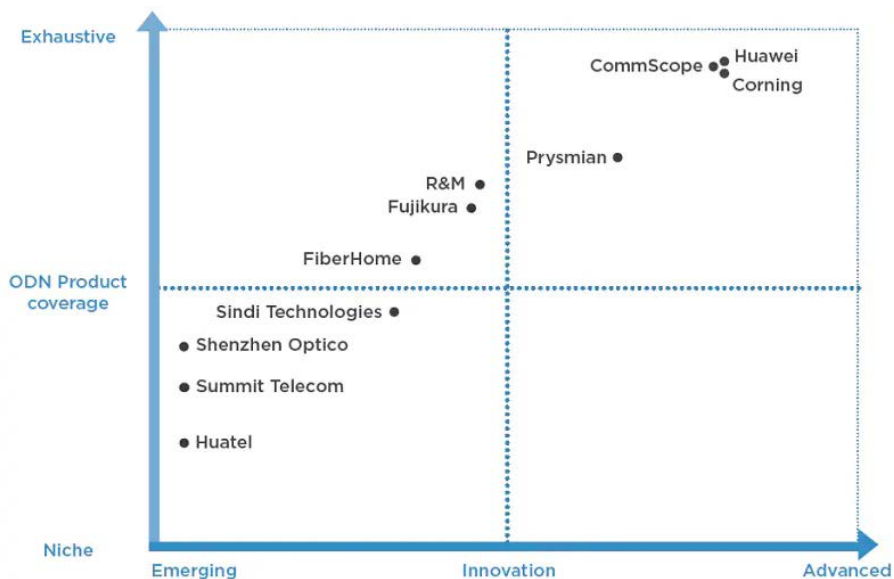 Exhaustive
Huawei
CommScope
Corning
Prysmian
R&M
Fujikura
FiberHome
ODN Product
coverage
Sindi Technologies
Shenzhen Optico
Summit Telecom
Huatel
Niche
Emerging
Innovation
Advanced